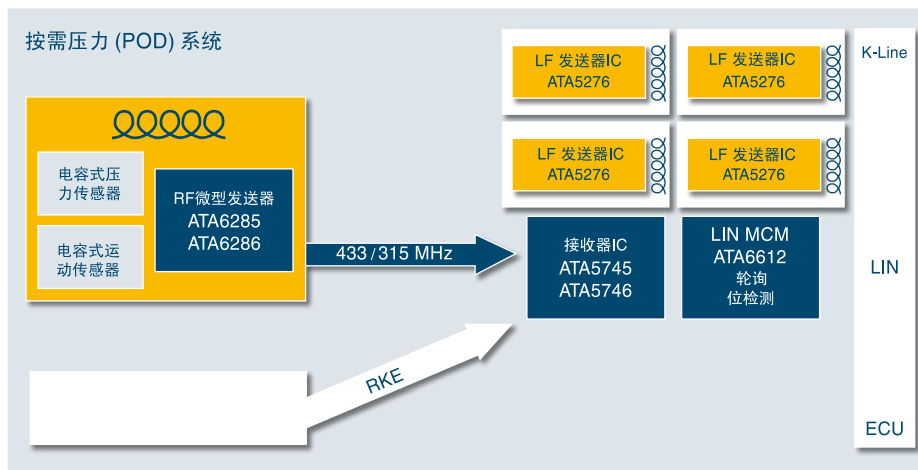 按需压力 (POD) 系统
电容式压
力传感器
电容式运
动传感器
RF微型发送器
ATA6285
ATA6286
433/315 MHz
RKE
LF 发送器IC
ATA5276
LF 发送器IC
ATA5276
LF 发送器IC
ATA5276
LF 发送器IC
ATA5276
接收器IC
ATA5745
ATA5746
LIN MCM
ATA6612
轮询
位检测
K-Line
LIN
ECU